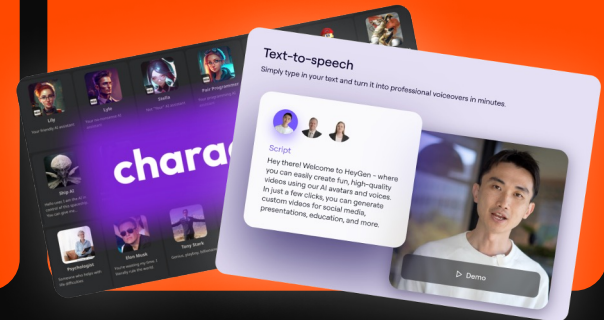 Lily
Your friendly AI assistant
Lyla
Stella
Pair Programmer
charac
Ship-AI
Psychologist
Someone who helps with
life difficulties
Elon Musk
Tony Stark
Text-to-speech
Simply type in your text and turn it into professional voiceovers in minutes.
Script
Hey there! Welcome to HeyGen - where
you can easily create fun, high-quality
videos using our AI avatars and voices.
In just a few clicks, you can generate
custom videos for social media,
presentations, education, and more.
Demo